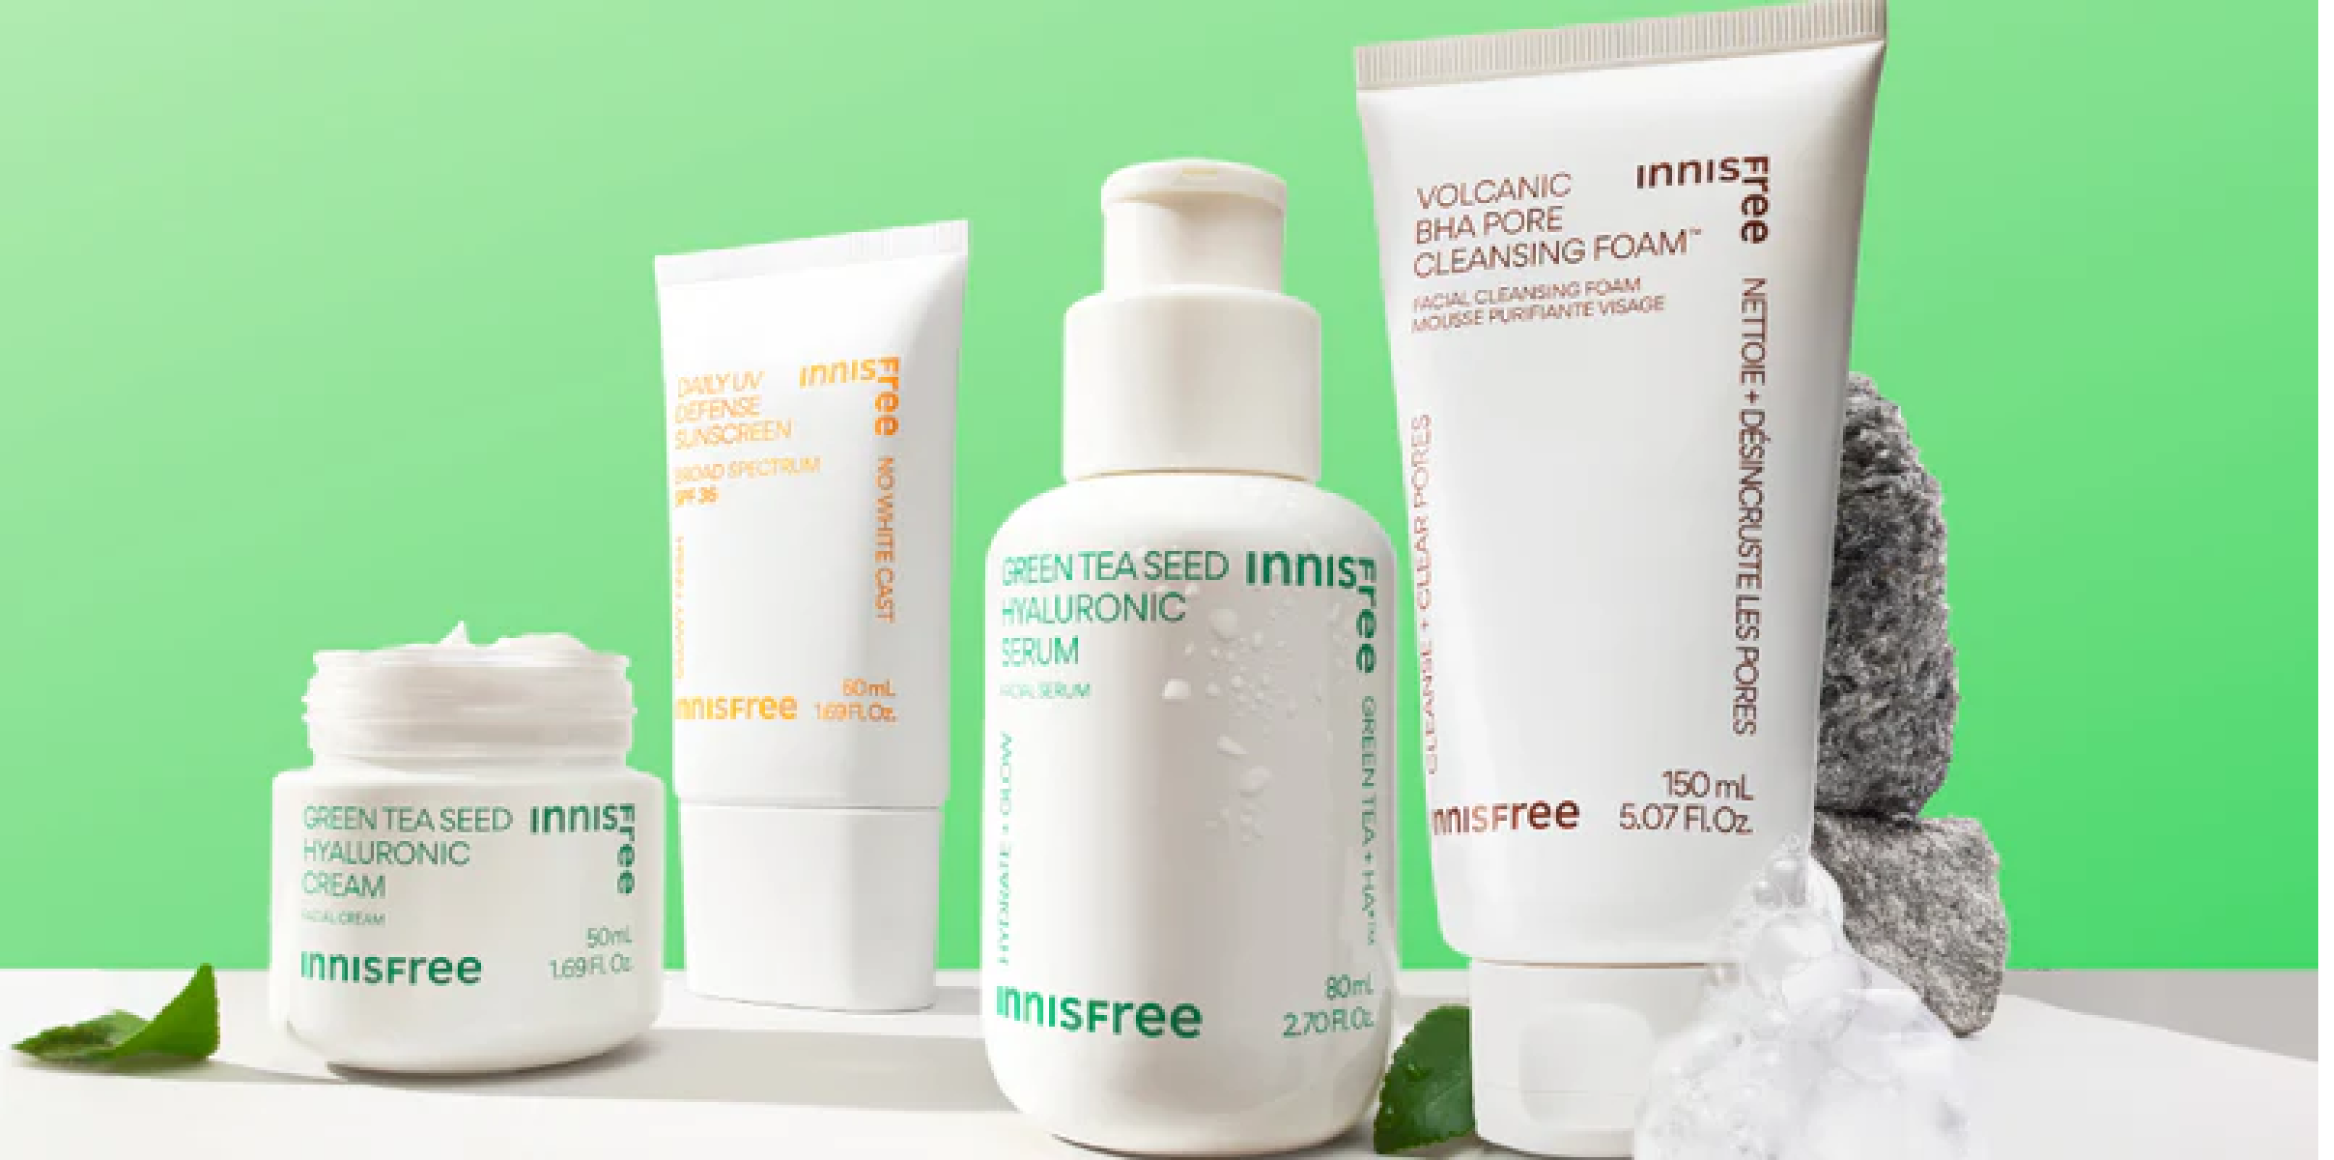 GREEN TEA SEED
HYALURONIC
CREAM
FACIAL CREAM
innisfree
innisfree
50mL
1.69 Fl. Oz.
DAILY UV
DEFENSE
SUNSCREEN
BROAD SPECTRUM
SPF 36
innisfree
NO WHITE CAST
innisfree
1.69 Fl. Oz.
GREEN TEA SEED
HYALURONIC
SERUM
FACIAL SERUM
innisfree
HYDRATE + GLOW
GREEN TEA + HA
innisfree
80mL
2.70 Fl. Oz.
VOLCANIC
BHA PORE
CLEANSING FOAM™
FACIAL CLEANSING FOAM
MOUSSE PURIFIANTE VISAGE
innisfree
CLEANSE + CLEAR PORES
NETTOIE + DÉSINCRUSTE LES PORES
innisfree
150 mL
5.07 Fl. Oz.